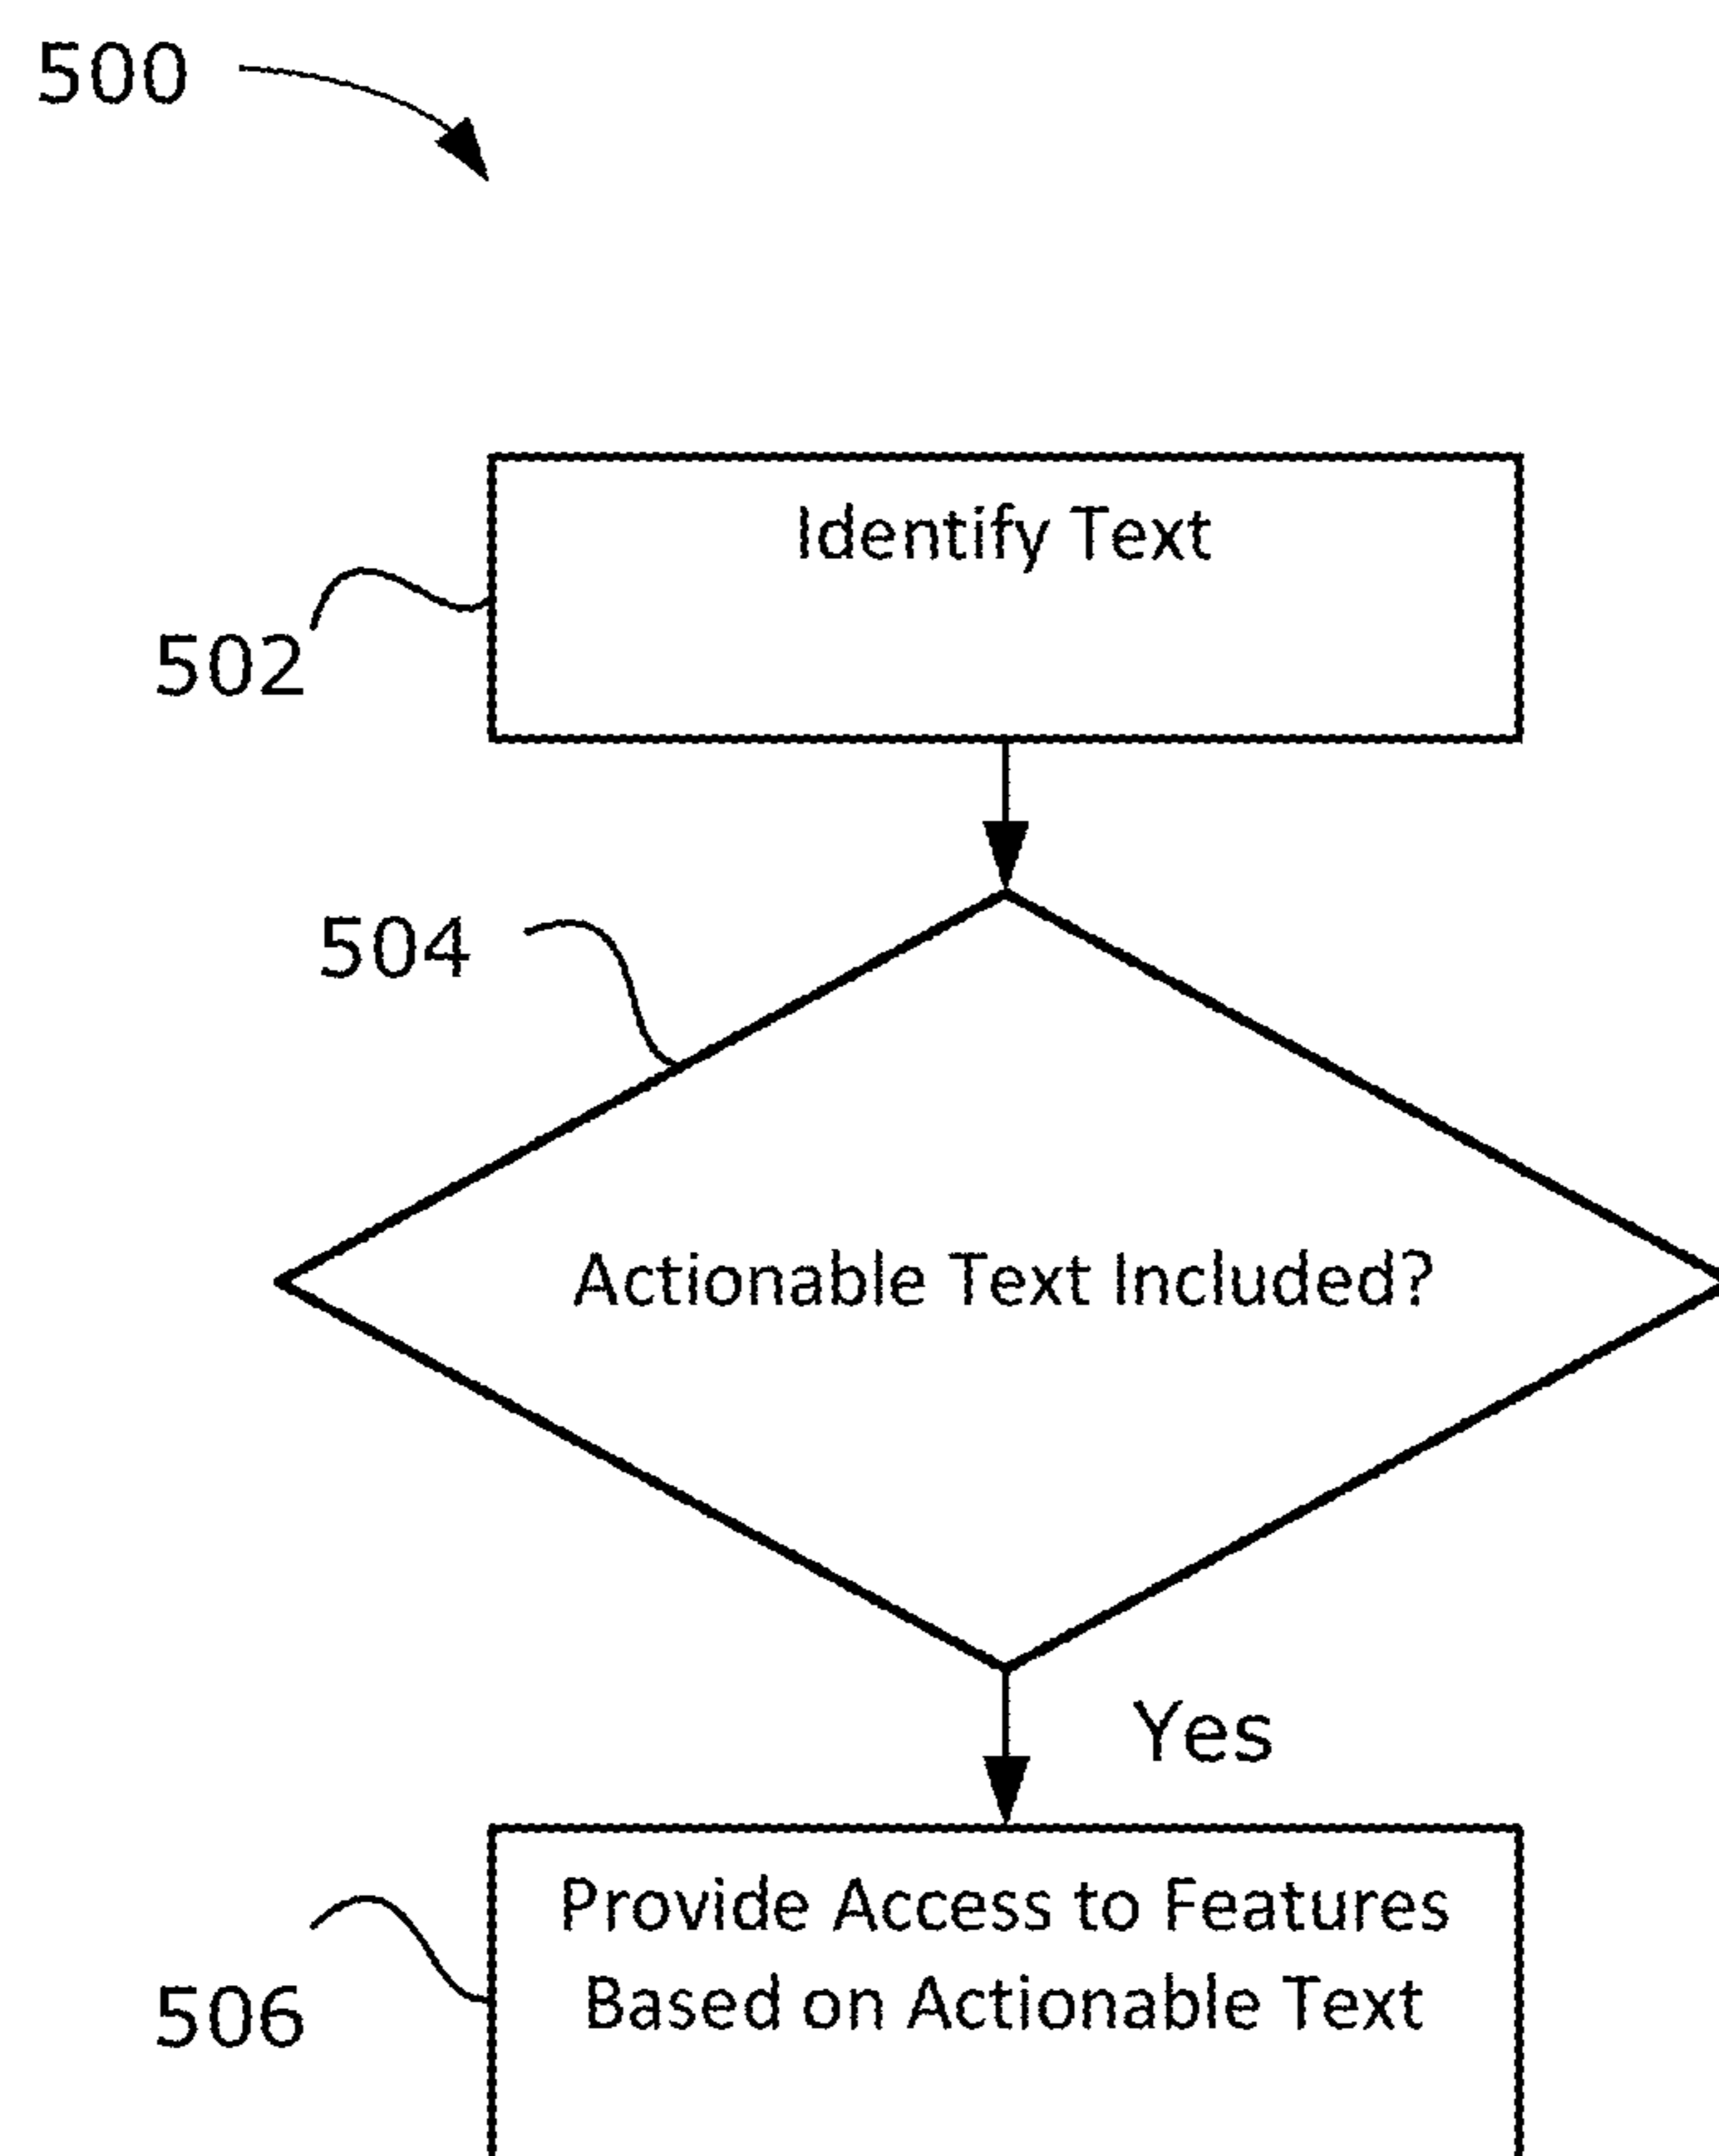 500
Identify Text
502
504
Actionable Text Included?
Yes
Provide Access to Features
Based on Actionable Text
506